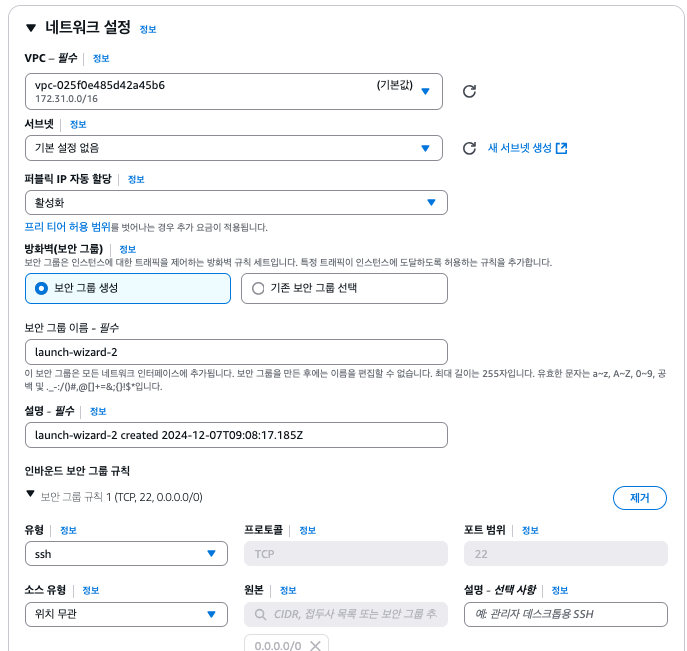 네트워크 설정 정보
VPC – 필수 정보
vpc-025f0e485d42a45b6 (기본값)
172.31.0.0/16
서브넷 정보
기본 설정 없음 새 서브넷 생성
퍼블릭 IP 자동 할당 정보
활성화
프리 티어 허용 범위를 벗어나는 경우 추가 요금이 적용됩니다.
방화벽(보안 그룹) 정보
보안 그룹은 인스턴스에 대한 트래픽을 제어하는 방화벽 규칙 세트입니다. 특정 트래픽이 인스턴스에 도달하도록 허용하는 규칙을 추가합니다.
보안 그룹 생성 기존 보안 그룹 선택
보안 그룹 이름 - 필수
launch-wizard-2
이 보안 그룹은 모든 네트워크 인터페이스에 추가됩니다. 보안 그룹을 만든 후에는 이름을 편집할 수 없습니다. 최대 길이는 255자입니다. 유효한 문자는 a~z, A~Z, 0~9, 공
백 및 ._-:/()#,@[]+=&;{}!$*입니다.
설명 - 필수 정보
launch-wizard-2 created 2024-12-07T09:08:17.185Z
인바운드 보안 그룹 규칙
보안 그룹 규칙 1 (TCP, 22, 0.0.0.0/0) 제거
유형 정보 프로토콜 정보 포트 범위 정보
ssh TCP 22
소스 유형 정보 원본 정보 설명 - 선택 사항 정보
위치 무관 CIDR, 접두사 목록 또는 보안 그룹 추 예: 관리자 데스크톱용 SSH
0.0.0.0/0